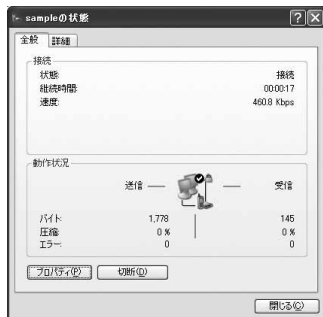 sampleの状態
全般 詳細
接続
状態: 接続
継続時間: 00:00:17
速度: 460.8 Kbps
動作状況
送信 — — 受信
バイト: 1,778 145
圧縮: 0 % 0 %
エラー: 0 0
プロパティ(P) 切断(D)
閉じる(C)